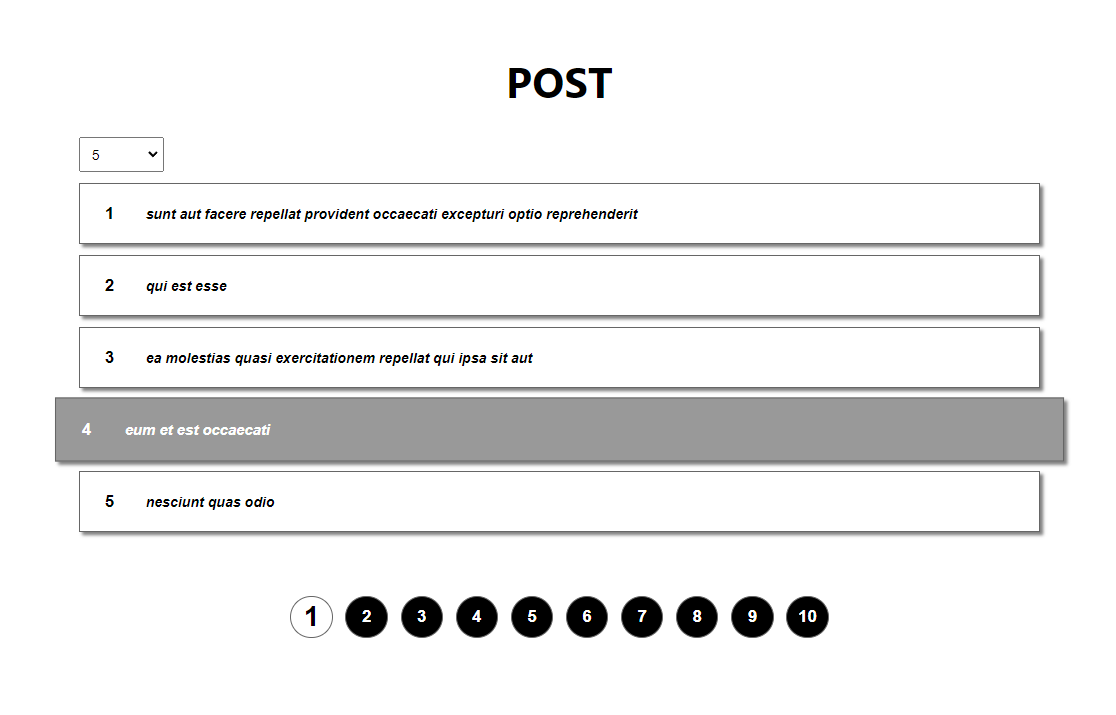 POST
5
1 sunt aut facere repellat provident occaecati excepturi optio reprehenderit
2 qui est esse
3 ea molestias quasi exercitationem repellat qui ipsa sit aut
4 eum et est occaecati
5 nesciunt quas odio
1 2 3 4 5 6 7 8 9 10